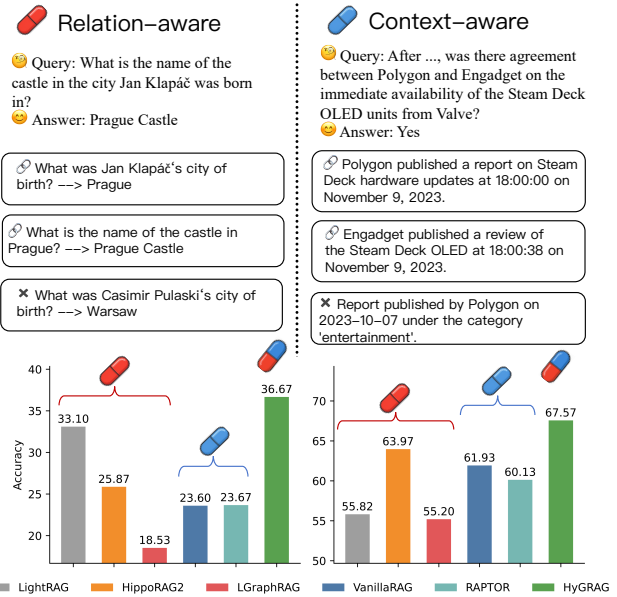 Relation-aware
Query: What is the name of the
castle in the city Jan Klapáč was born
in?
Answer: Prague Castle
What was Jan Klapáč's city of
birth? --> Prague
What is the name of the castle in
Prague? --> Prague Castle
What was Casimir Pulaski's city of
birth? --> Warsaw
Context-aware
Query: After ..., was there agreement
between Polygon and Engadget on the
immediate availability of the Steam Deck
OLED units from Valve?
Answer: Yes
Polygon published a report on Steam
Deck hardware updates at 18:00:00 on
November 9, 2023.
Engadget published a review of
the Steam Deck OLED at 18:00:38 on
November 9, 2023.
Report published by Polygon on
2023-10-07 under the category
'entertainment'.
Accuracy
40
35
30
25
20
33.10
25.87
18.53
23.60
23.67
36.67
70
65
60
55
50
55.82
63.97
55.20
61.93
60.13
67.57
LightRAG
HippoRAG2
LGraphRAG
VanillaRAG
RAPTOR
HyGRAG